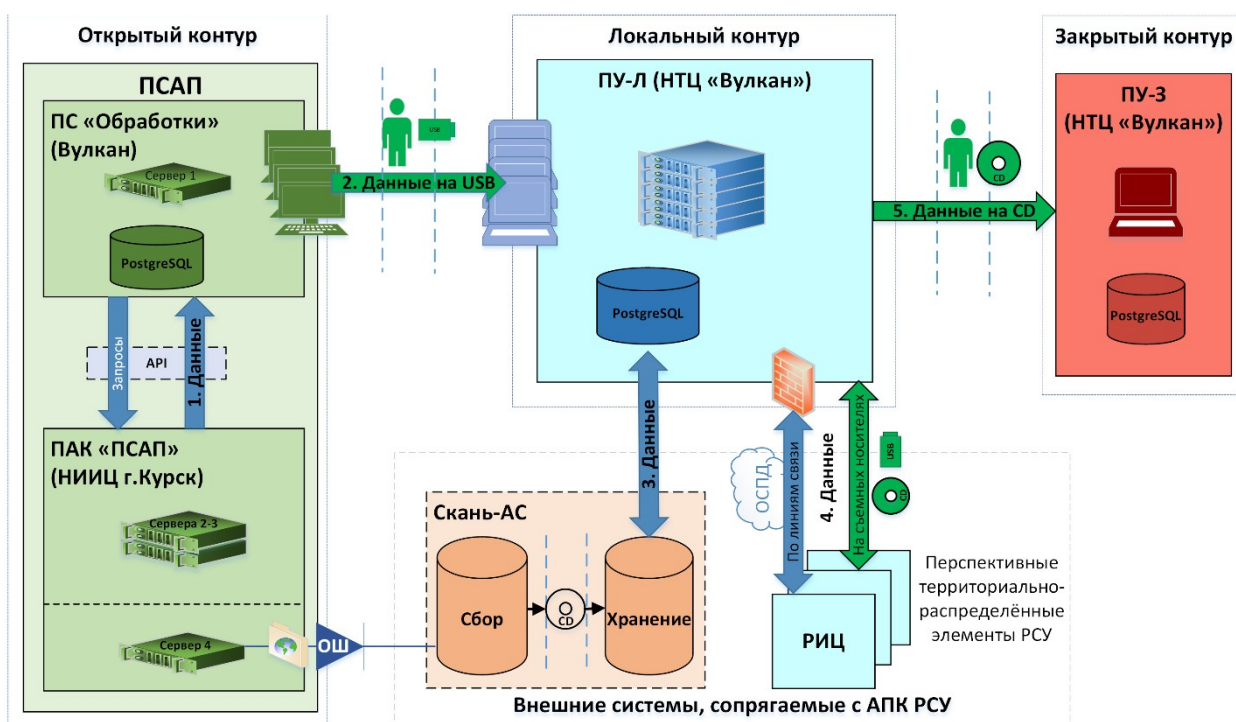 Открытый контур
ПСАП
ПС «Обработки»
(Вулкан)
Сервер 1
PostgreSQL
Запросы
API
1. Данные
ПАК «ПСАП»
(НИИЦ г.Курск)
Сервера 2-3
Сервер 4
ОШ
USB
2. Данные на USB
Локальный контур
ПУ-Л (НТЦ «Вулкан»)
PostgreSQL
3. Данные
Скань-АС
Сбор
CD
Хранение
ОСПД
По линиям связи
4. Данные
На съемных носителях
USB
CD
РИЦ
Перспективные
территориально-
распределённые
элементы РСУ
Внешние системы, сопрягаемые с АПК РСУ
CD
5. Данные на CD
Закрытый контур
ПУ-З
(НТЦ «Вулкан»)
PostgreSQL